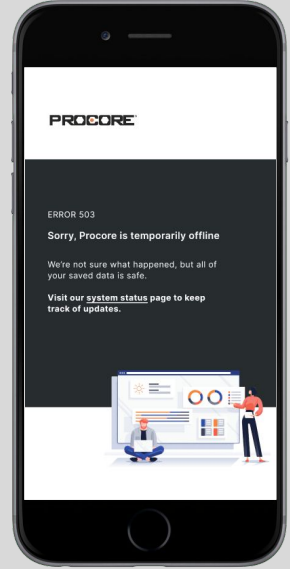 PROCORE
ERROR 503
Sorry, Procore is temporarily offline
We're not sure what happened, but all of
your saved data is safe.
Visit our system status page to keep
track of updates.